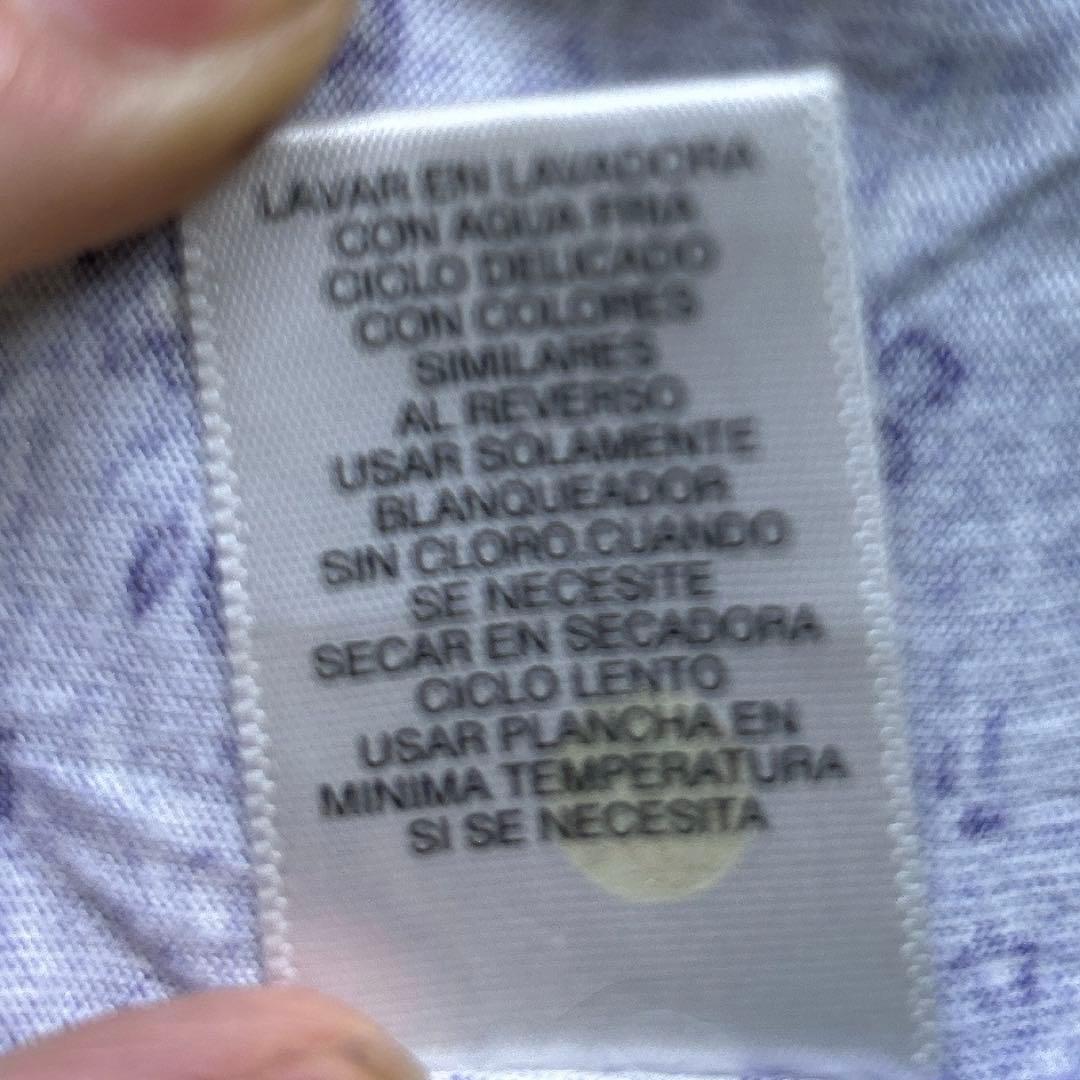 LAVAR EN LAVADORA
CON AQUA FRIA
CICLO DELICADO
CON COLORES
SIMILARES
AL REVERSO
USAR SOLAMENTE
BLANQUEADOR
SIN CLORO.CUANDO
SE NECESITE
SECAR EN SECADORA
CICLO LENTO
USAR PLANCHA EN
MINIMA TEMPERATURA
SI SE NECESITA